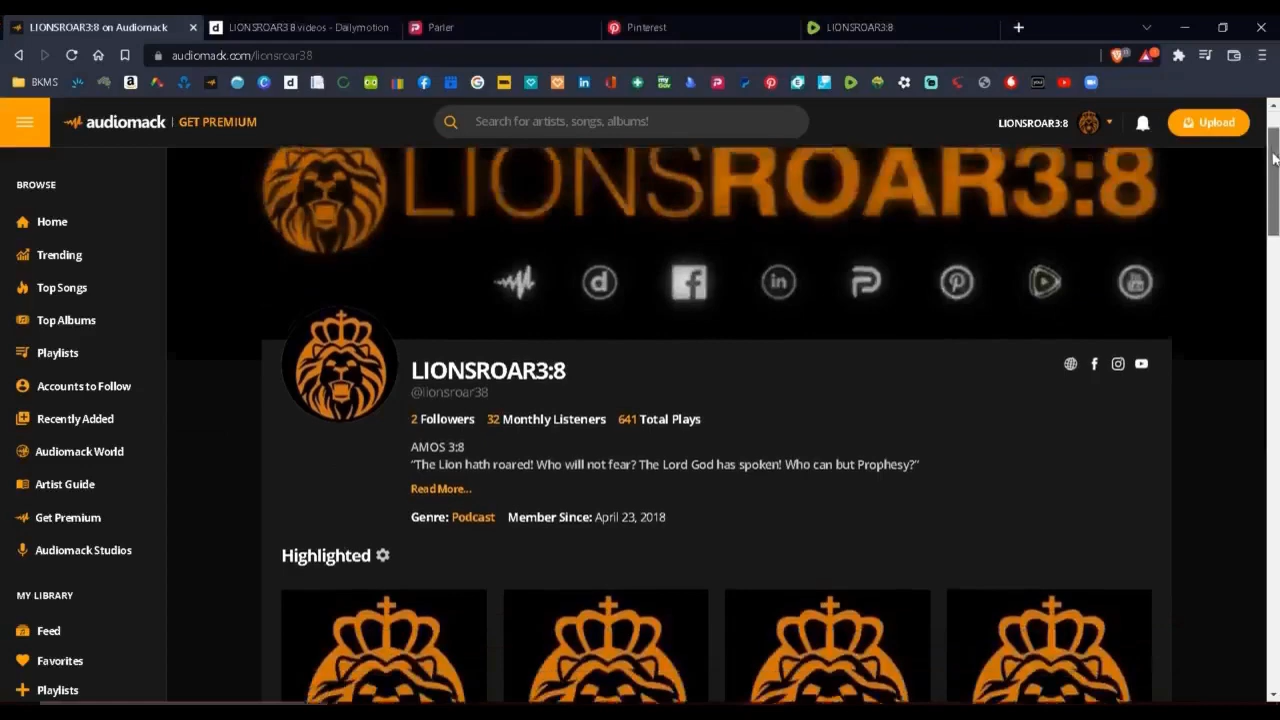 LIONSROAR3:8 on Audiomack
LIONSROAR3:8 videos - Dailymotion
Parler
Pinterest
LIONSROAR3:8
audiomack.com/lionsroar38
BKMS
audiomack
GET PREMIUM
Search for artists, songs, albums!
LIONSROAR3:8
Upload
BROWSE
Home
Trending
Top Songs
Top Albums
Playlists
Accounts to Follow
Recently Added
Audiomack World
Artist Guide
Get Premium
Audiomack Studios
MY LIBRARY
Feed
Favorites
Playlists
LIONSROAR3:8
LIONSROAR3:8
@lionsroar38
2 Followers 32 Monthly Listeners 641 Total Plays
AMOS 3:8
“The Lion hath roared! Who will not fear? The Lord God has spoken! Who can but Prophesy?”
Read More...
Genre: Podcast Member Since: April 23, 2018
Highlighted